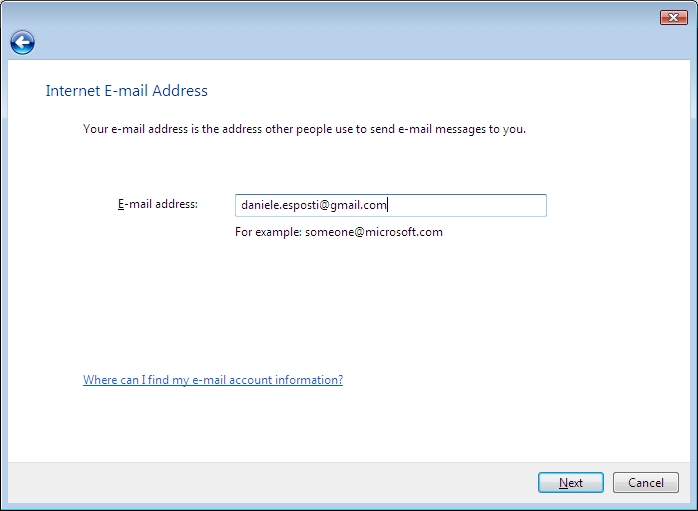 Internet E-mail Address
Your e-mail address is the address other people use to send e-mail messages to you.
E-mail address: daniele.esposti@gmail.com
For example: someone@microsoft.com
Where can I find my e-mail account information?
Next Cancel